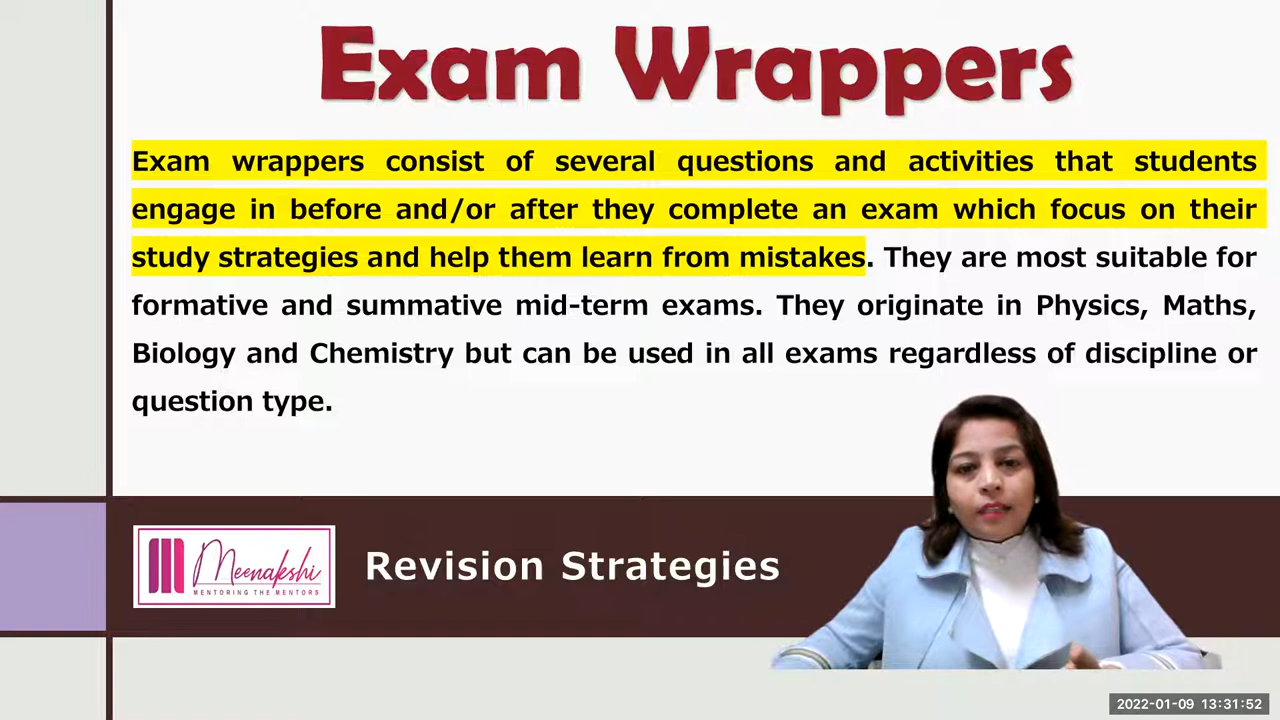 Exam Wrappers
Exam wrappers consist of several questions and activities that students
engage in before and/or after they complete an exam which focus on their
study strategies and help them learn from mistakes. They are most suitable for
formative and summative mid-term exams. They originate in Physics, Maths,
Biology and Chemistry but can be used in all exams regardless of discipline or
question type.
Meenakshi
MENTORING THE MENTORS
Revision Strategies
2022-01-09 13:31:52